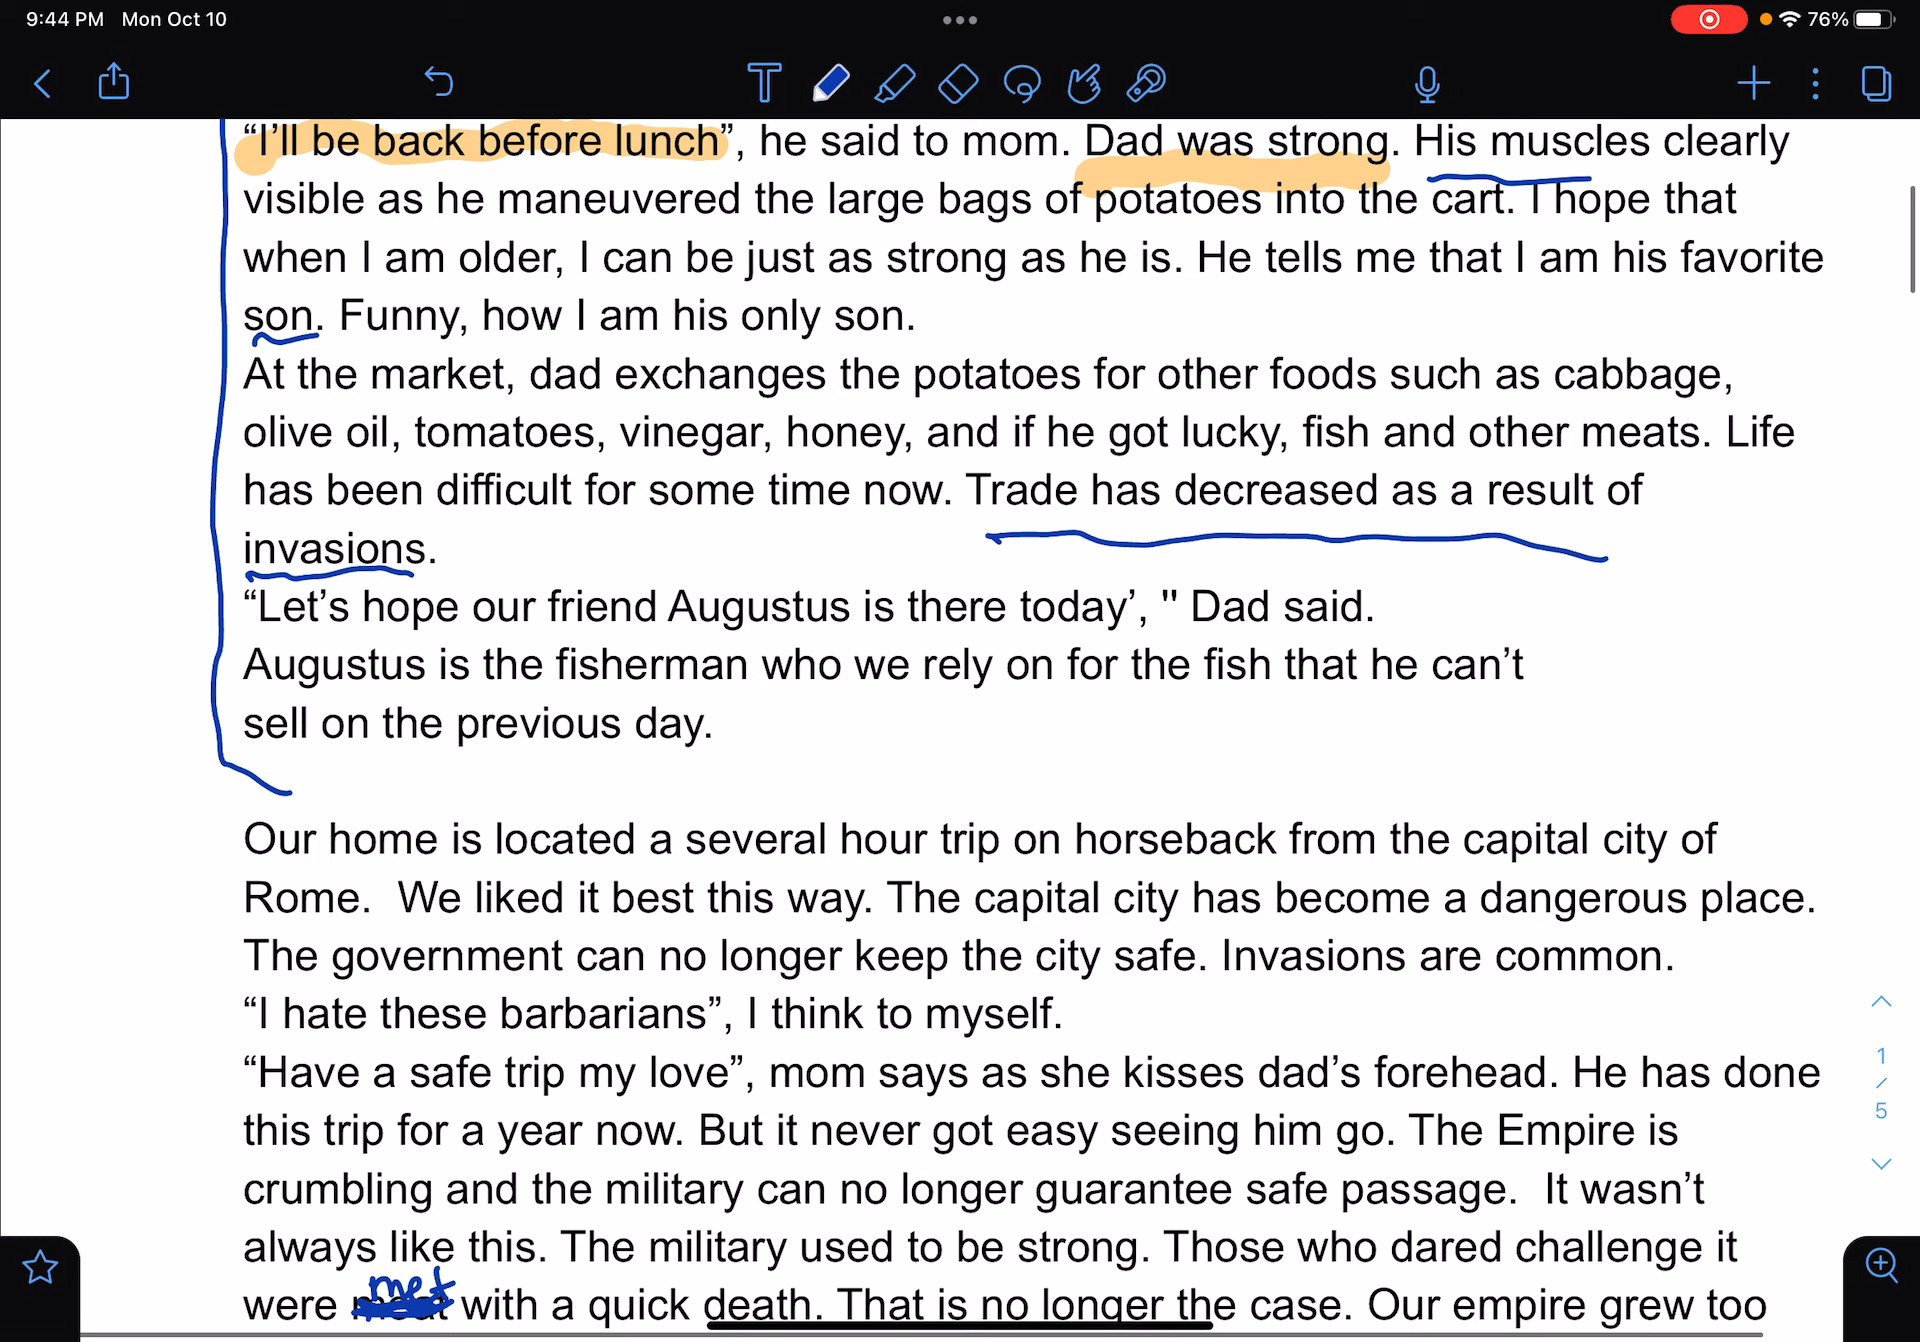 9:44 PM Mon Oct 10
76%
“I’ll be back before lunch”, he said to mom. Dad was strong. His muscles clearly
visible as he maneuvered the large bags of potatoes into the cart. I hope that
when I am older, I can be just as strong as he is. He tells me that I am his favorite
son. Funny, how I am his only son.
At the market, dad exchanges the potatoes for other foods such as cabbage,
olive oil, tomatoes, vinegar, honey, and if he got lucky, fish and other meats. Life
has been difficult for some time now. Trade has decreased as a result of
invasions.
“Let’s hope our friend Augustus is there today’, " Dad said.
Augustus is the fisherman who we rely on for the fish that he can’t
sell on the previous day.
Our home is located a several hour trip on horseback from the capital city of
Rome.  We liked it best this way. The capital city has become a dangerous place.
The government can no longer keep the city safe. Invasions are common.
“I hate these barbarians”, I think to myself.
“Have a safe trip my love”, mom says as she kisses dad’s forehead. He has done
this trip for a year now. But it never got easy seeing him go. The Empire is
crumbling and the military can no longer guarantee safe passage.  It wasn’t
always like this. The military used to be strong. Those who dared challenge it
met
were with a quick death. That is no longer the case. Our empire grew too
1
/
5